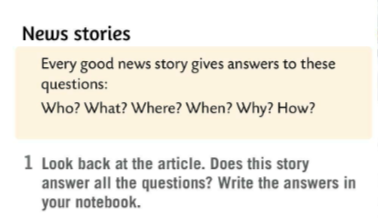 News stories
Every good news story gives answers to these
questions:
Who? What? Where? When? Why? How?
1 Look back at the article. Does this story
answer all the questions? Write the answers in
your notebook.